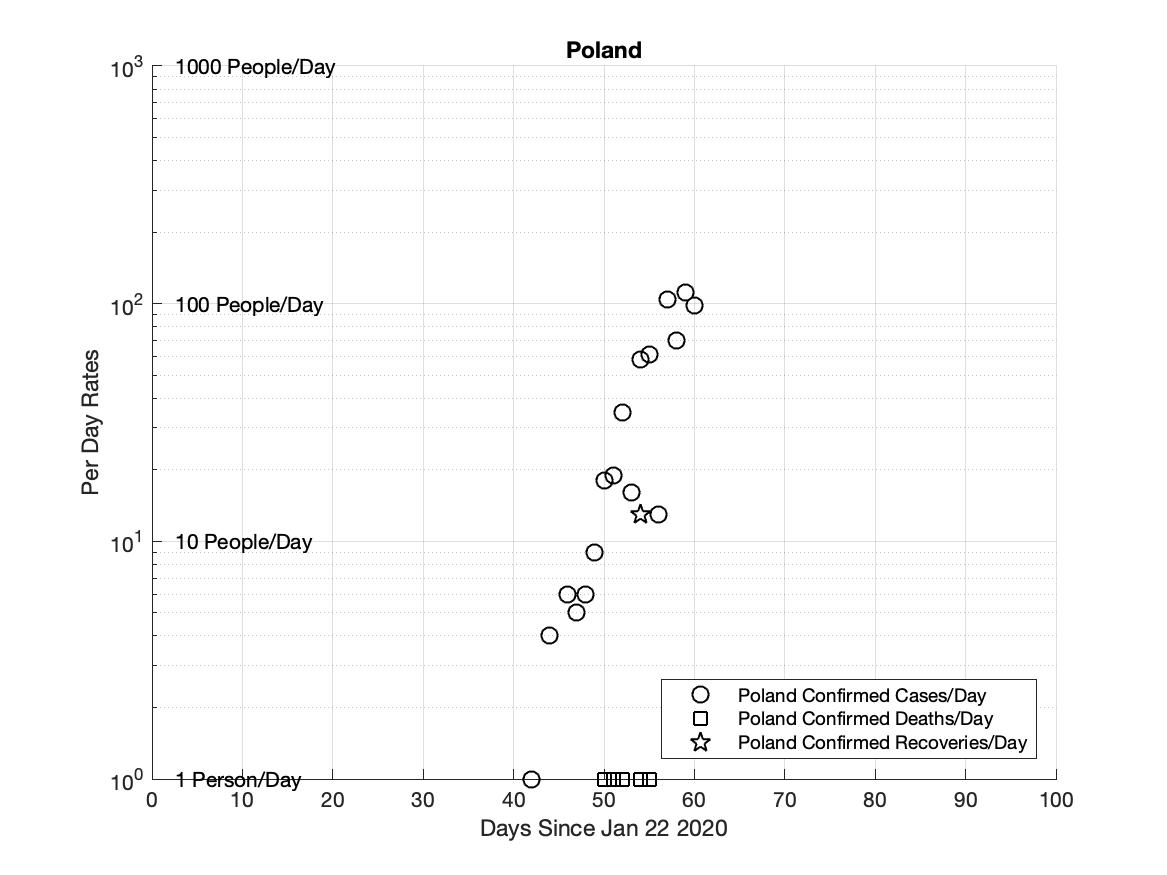 Poland
10^3
1000 People/Day
10^2
100 People/Day
Per Day Rates
10^1
10 People/Day
Poland Confirmed Cases/Day
Poland Confirmed Deaths/Day
Poland Confirmed Recoveries/Day
10^0
1 Person/Day
0 10 20 30 40 50 60 70 80 90 100
Days Since Jan 22 2020